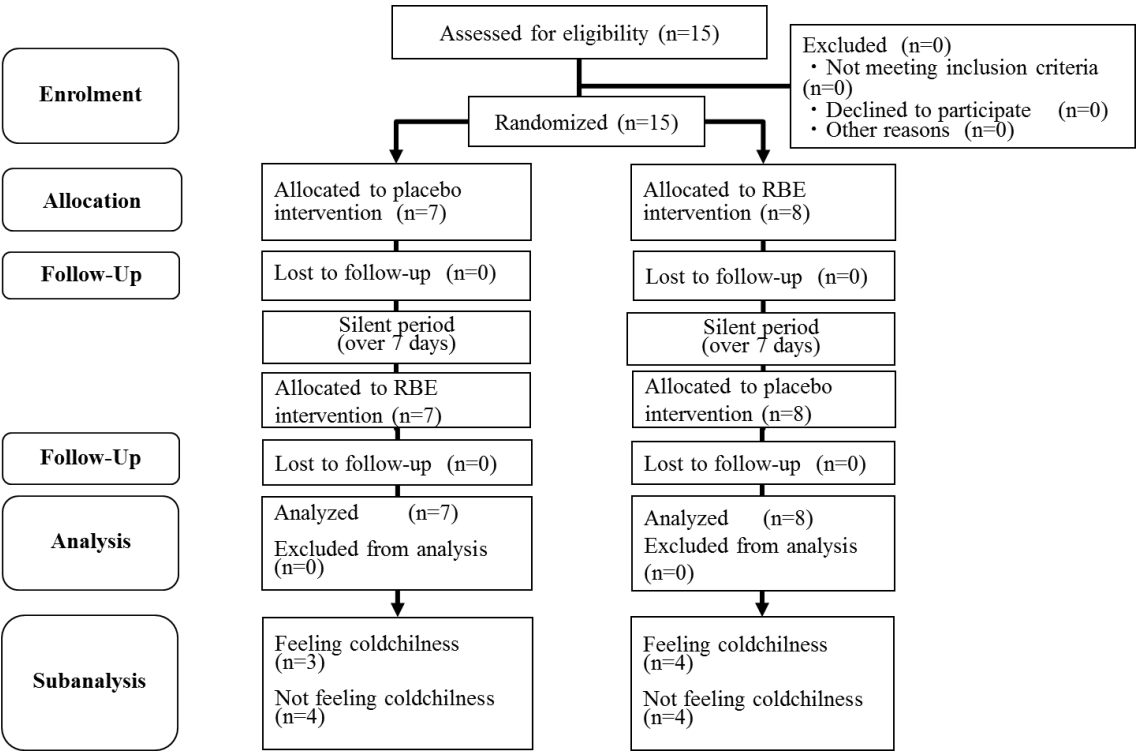 Assessed for eligibility (n=15)
Excluded (n=0)
・Not meeting inclusion criteria
(n=0)
・Declined to participate (n=0)
・Other reasons (n=0)
Enrolment
Randomized (n=15)
Allocation
Allocated to placebo
intervention (n=7)
Allocated to RBE
intervention (n=8)
Follow-Up
Lost to follow-up (n=0)
Lost to follow-up (n=0)
Silent period
(over 7 days)
Silent period
(over 7 days)
Allocated to RBE
intervention (n=7)
Allocated to placebo
intervention (n=8)
Follow-Up
Lost to follow-up (n=0)
Lost to follow-up (n=0)
Analysis
Analyzed (n=7)
Excluded from analysis
(n=0)
Analyzed (n=8)
Excluded from analysis
(n=0)
Subanalysis
Feeling coldchilness
(n=3)
Not feeling coldchilness
(n=4)
Feeling coldchilness
(n=4)
Not feeling coldchilness
(n=4)